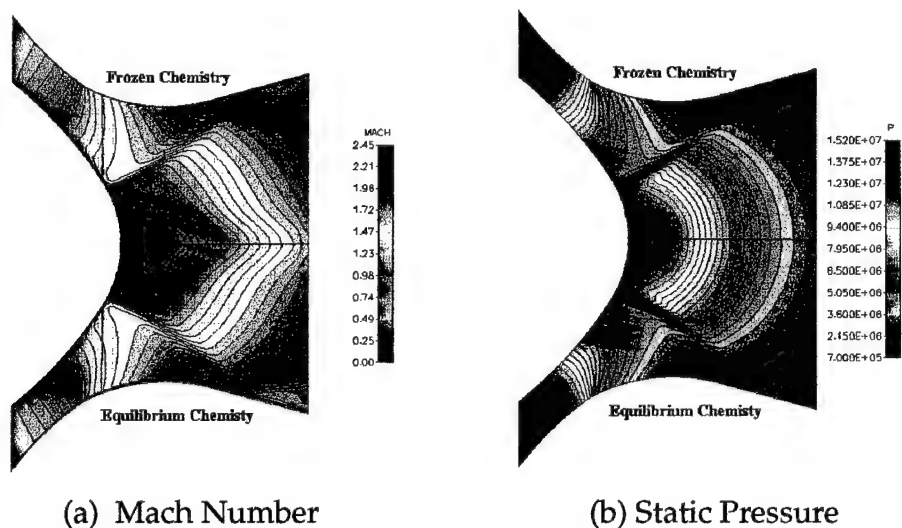 Frozen Chemistry
MACH
2.45
2.21
1.96
1.72
1.47
1.23
0.98
0.74
0.49
0.25
0.00
Equilibrium Chemisty
(a) Mach Number
Frozen Chemistry
P
1.520E+07
1.375E+07
1.230E+07
1.085E+07
9.400E+06
7.950E+06
6.500E+06
5.050E+06
3.600E+06
2.150E+06
7.000E+05
Equilibrium Chemisty
(b) Static Pressure